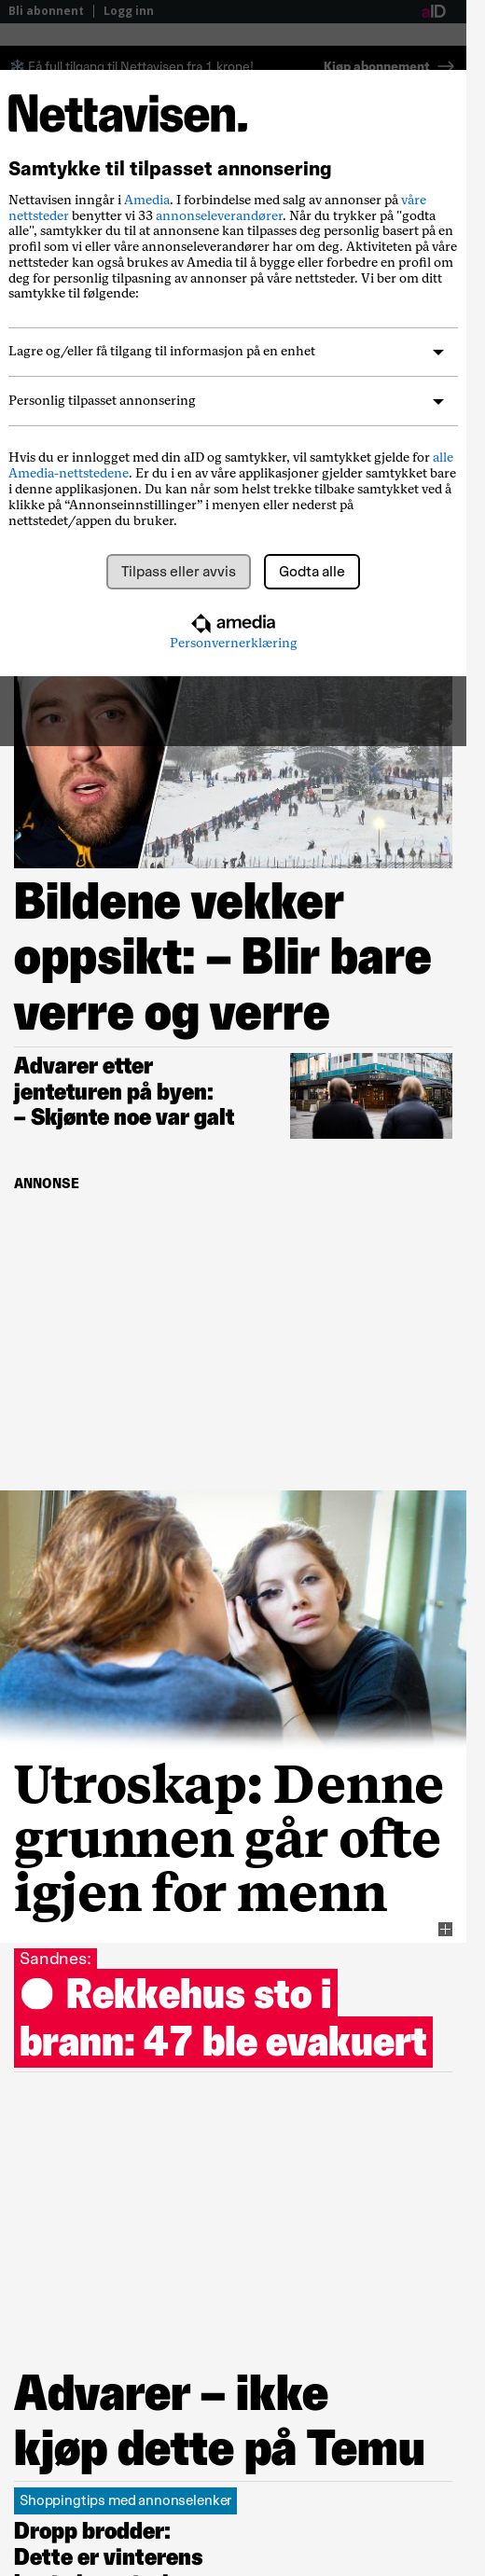 Bli abonnent
Logg inn
aID
Få full tilgang til Nettavisen fra 1 krone!
Kjøp abonnement
Nettavisen.
Samtykke til tilpasset annonsering
Nettavisen inngår i Amedia. I forbindelse med salg av annonser på våre
nettsteder benytter vi 33 annonseleverandører. Når du trykker på "godta
alle", samtykker du til at annonsene kan tilpasses deg personlig basert på en
profil som vi eller våre annonseleverandører har om deg. Aktiviteten på våre
nettsteder kan også brukes av Amedia til å bygge eller forbedre en profil om
deg for personlig tilpasning av annonser på våre nettsteder. Vi ber om ditt
samtykke til følgende:
Lagre og/eller få tilgang til informasjon på en enhet
Personlig tilpasset annonsering
Hvis du er innlogget med din aID og samtykker, vil samtykket gjelde for alle
Amedia-nettstedene. Er du i en av våre applikasjoner gjelder samtykket bare
i denne applikasjonen. Du kan når som helst trekke tilbake samtykket ved å
klikke på “Annonseinnstillinger” i menyen eller nederst på
nettstedet/appen du bruker.
Tilpass eller avvis
Godta alle
amedia
Personvernerklæring
Bildene vekker
oppsikt: – Blir bare
verre og verre
Advarer etter
jenteturen på byen:
– Skjønte noe var galt
ANNONSE
Utroskap: Denne
grunnen går ofte
igjen for menn
Sandnes:
Rekkehus sto i
brann: 47 ble evakuert
Advarer – ikke
kjøp dette på Temu
Shoppingtips med annonselenker
Dropp brodder:
Dette er vinterens